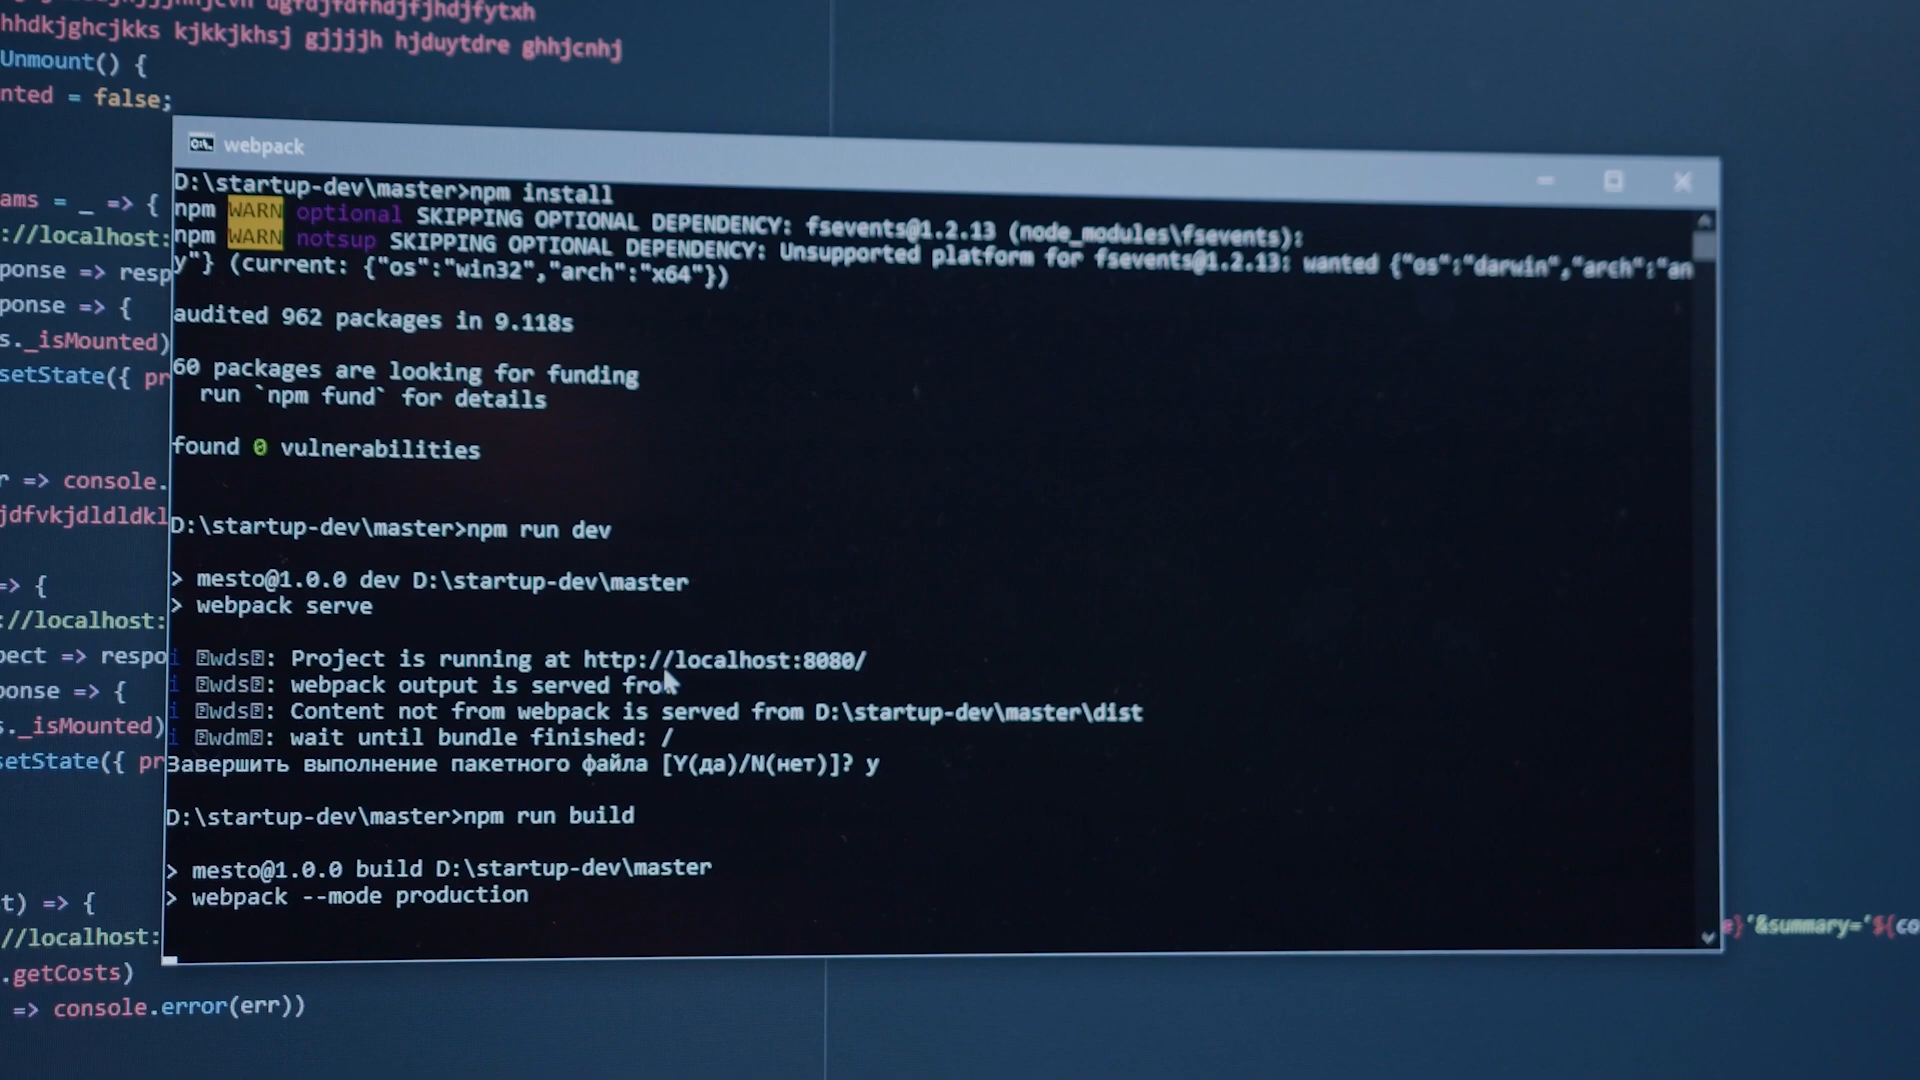 hhdkjghcjkks kjkkjkhsj gjjjjh hjduytdre ghhjcnhj
Unmount() {
nted = false;
ams = _ => {
://localhost:
ponse => resp
ponse => {
s._isMounted)
setState({ pr
r => console.
jdfvkjdldldkl
=> {
://localhost:
pect => respo
ponse => {
s._isMounted)
setState({ pr
t) => {
//localhost:
.getCosts)
=> console.error(err))
webpack
D:\startup-dev\master>npm install
npm WARN optional SKIPPING OPTIONAL DEPENDENCY: fsevents@1.2.13 (node_modules\fsevents):
npm WARN notsup SKIPPING OPTIONAL DEPENDENCY: Unsupported platform for fsevents@1.2.13: wanted {"os":"darwin","arch":"an
y"} (current: {"os":"win32","arch":"x64"})
audited 962 packages in 9.118s
60 packages are looking for funding
run `npm fund` for details
found 0 vulnerabilities
D:\startup-dev\master>npm run dev
> mesto@1.0.0 dev D:\startup-dev\master
> webpack serve
i ｢wds｣: Project is running at http://localhost:8080/
i ｢wds｣: webpack output is served from
i ｢wds｣: Content not from webpack is served from D:\startup-dev\master\dist
i ｢wdm｣: wait until bundle finished: /
Завершить выполнение пакетного файла [Y(да)/N(нет)]? y
D:\startup-dev\master>npm run build
> mesto@1.0.0 build D:\startup-dev\master
> webpack --mode production
e}'&summary='${co